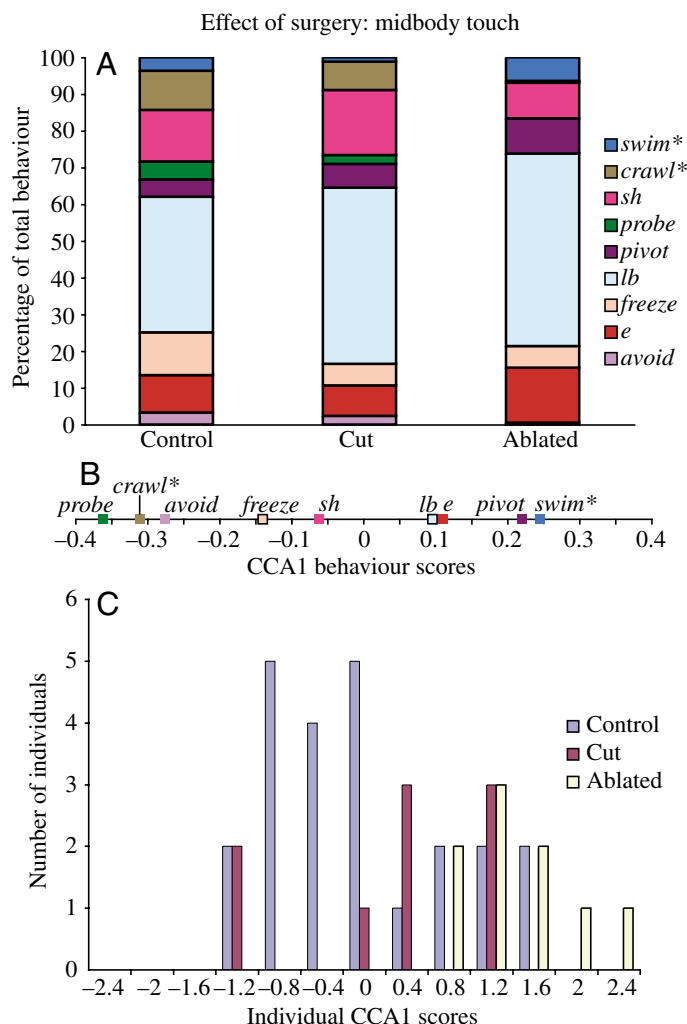 Effect of surgery: midbody touch
A
Percentage of total behaviour
100
90
80
70
60
50
40
30
20
10
0
Control Cut Ablated
swim*
crawl*
sh
probe
pivot
lb
freeze
e
avoid
B
crawl*
probe avoid freeze sh lb e pivot swim*
–0.4 –0.3 –0.2 –0.1 0 0.1 0.2 0.3 0.4
CCA1 behaviour scores
C
Number of individuals
6
5
4
3
2
1
0
Control
Cut
Ablated
–2.4 –2 –1.6 –1.2 –0.8 –0.4 0 0.4 0.8 1.2 1.6 2 2.4
Individual CCA1 scores